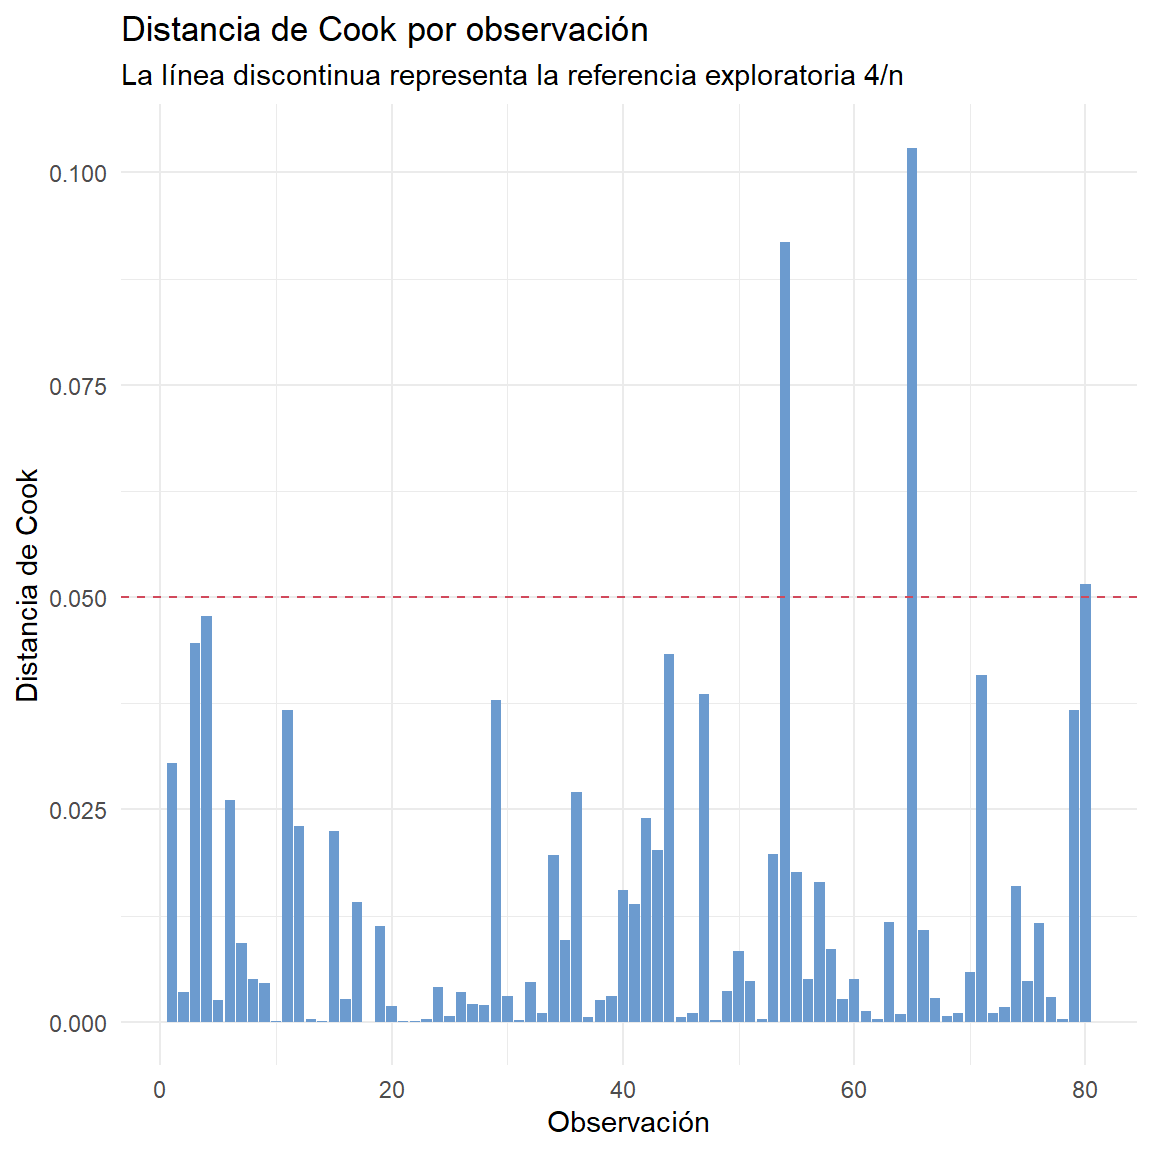 Distancia de Cook por observación
La línea discontinua representa la referencia exploratoria 4/n
0.100
0.075
0.050
0.025
0.000
Distancia de Cook
0 20 40 60 80
Observación